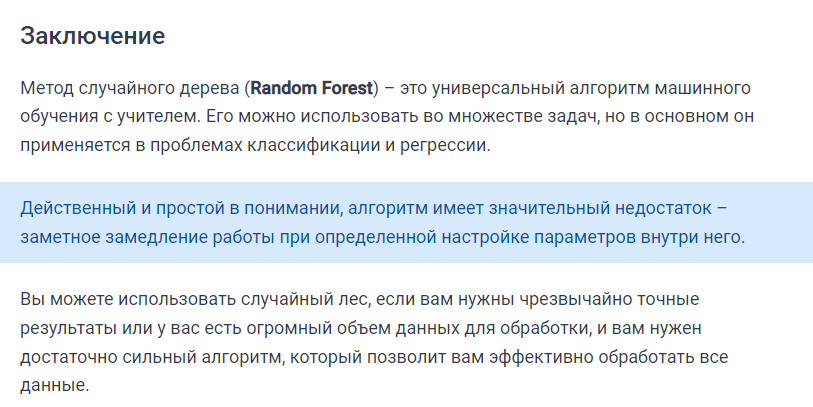 Заключение
Метод случайного дерева (Random Forest) – это универсальный алгоритм машинного
обучения с учителем. Его можно использовать во множестве задач, но в основном он
применяется в проблемах классификации и регрессии.
Действенный и простой в понимании, алгоритм имеет значительный недостаток –
заметное замедление работы при определенной настройке параметров внутри него.
Вы можете использовать случайный лес, если вам нужны чрезвычайно точные
результаты или у вас есть огромный объем данных для обработки, и вам нужен
достаточно сильный алгоритм, который позволит вам эффективно обработать все
данные.